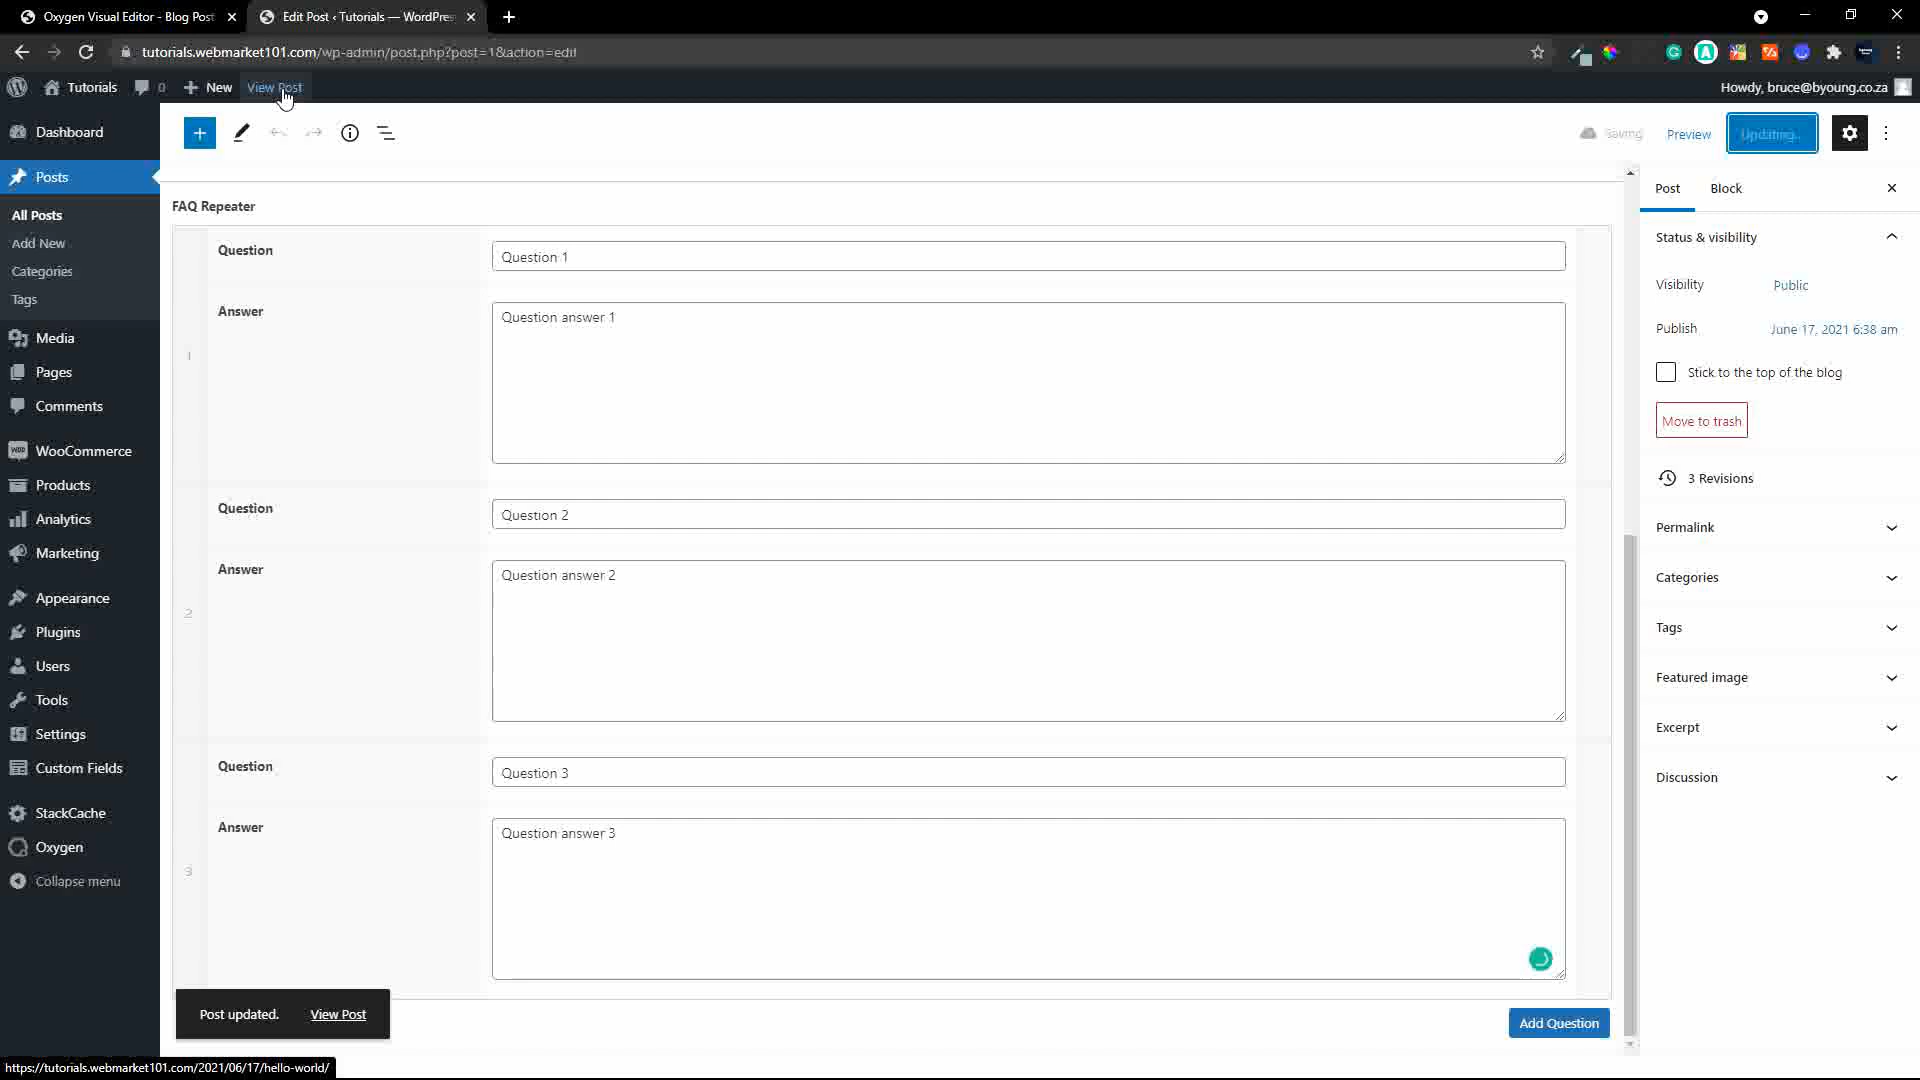 Oxygen Visual Editor - Blog Post
Edit Post ‹ Tutorials — WordPres
tutorials.webmarket101.com/wp-admin/post.php?post=1&action=edit
Tutorials
0
New
View Post
Howdy, bruce@byoung.co.za
Dashboard
Posts
All Posts
Add New
Categories
Tags
Media
Pages
Comments
WooCommerce
Products
Analytics
Marketing
Appearance
Plugins
Users
Tools
Settings
Custom Fields
StackCache
Oxygen
Collapse menu
Saving
Preview
Updating...
FAQ Repeater
Question
Question 1
Answer
Question answer 1
1
Question
Question 2
Answer
Question answer 2
2
Question
Question 3
Answer
Question answer 3
3
Add Question
Post updated.
View Post
Post
Block
Status & visibility
Visibility
Public
Publish
June 17, 2021 6:38 am
Stick to the top of the blog
Move to trash
3 Revisions
Permalink
Categories
Tags
Featured image
Excerpt
Discussion
https://tutorials.webmarket101.com/2021/06/17/hello-world/